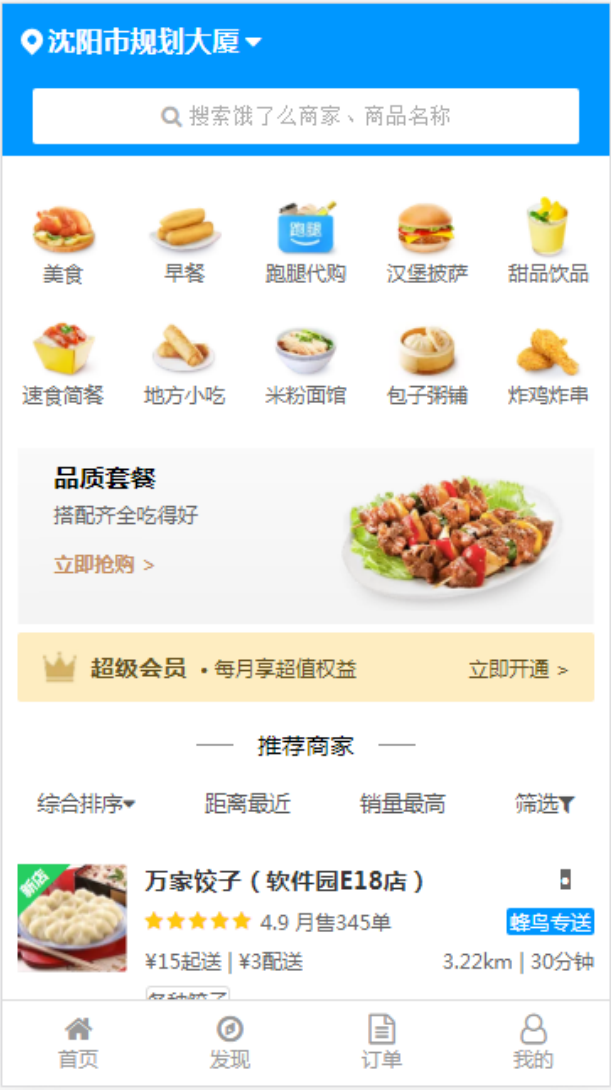 沈阳市规划大厦
搜索饿了么商家、商品名称
跑腿
美食 早餐 跑腿代购 汉堡披萨 甜品饮品
速食简餐 地方小吃 米粉面馆 包子粥铺 炸鸡炸串
品质套餐
搭配齐全吃得好
立即抢购 >
超级会员 • 每月享超值权益 立即开通 >
推荐商家
综合排序 距离最近 销量最高 筛选
新店
万家饺子（软件园E18店）
4.9 月售345单 蜂鸟专送
¥15起送 | ¥3配送 3.22km | 30分钟
各种饺子
首页 发现 订单 我的